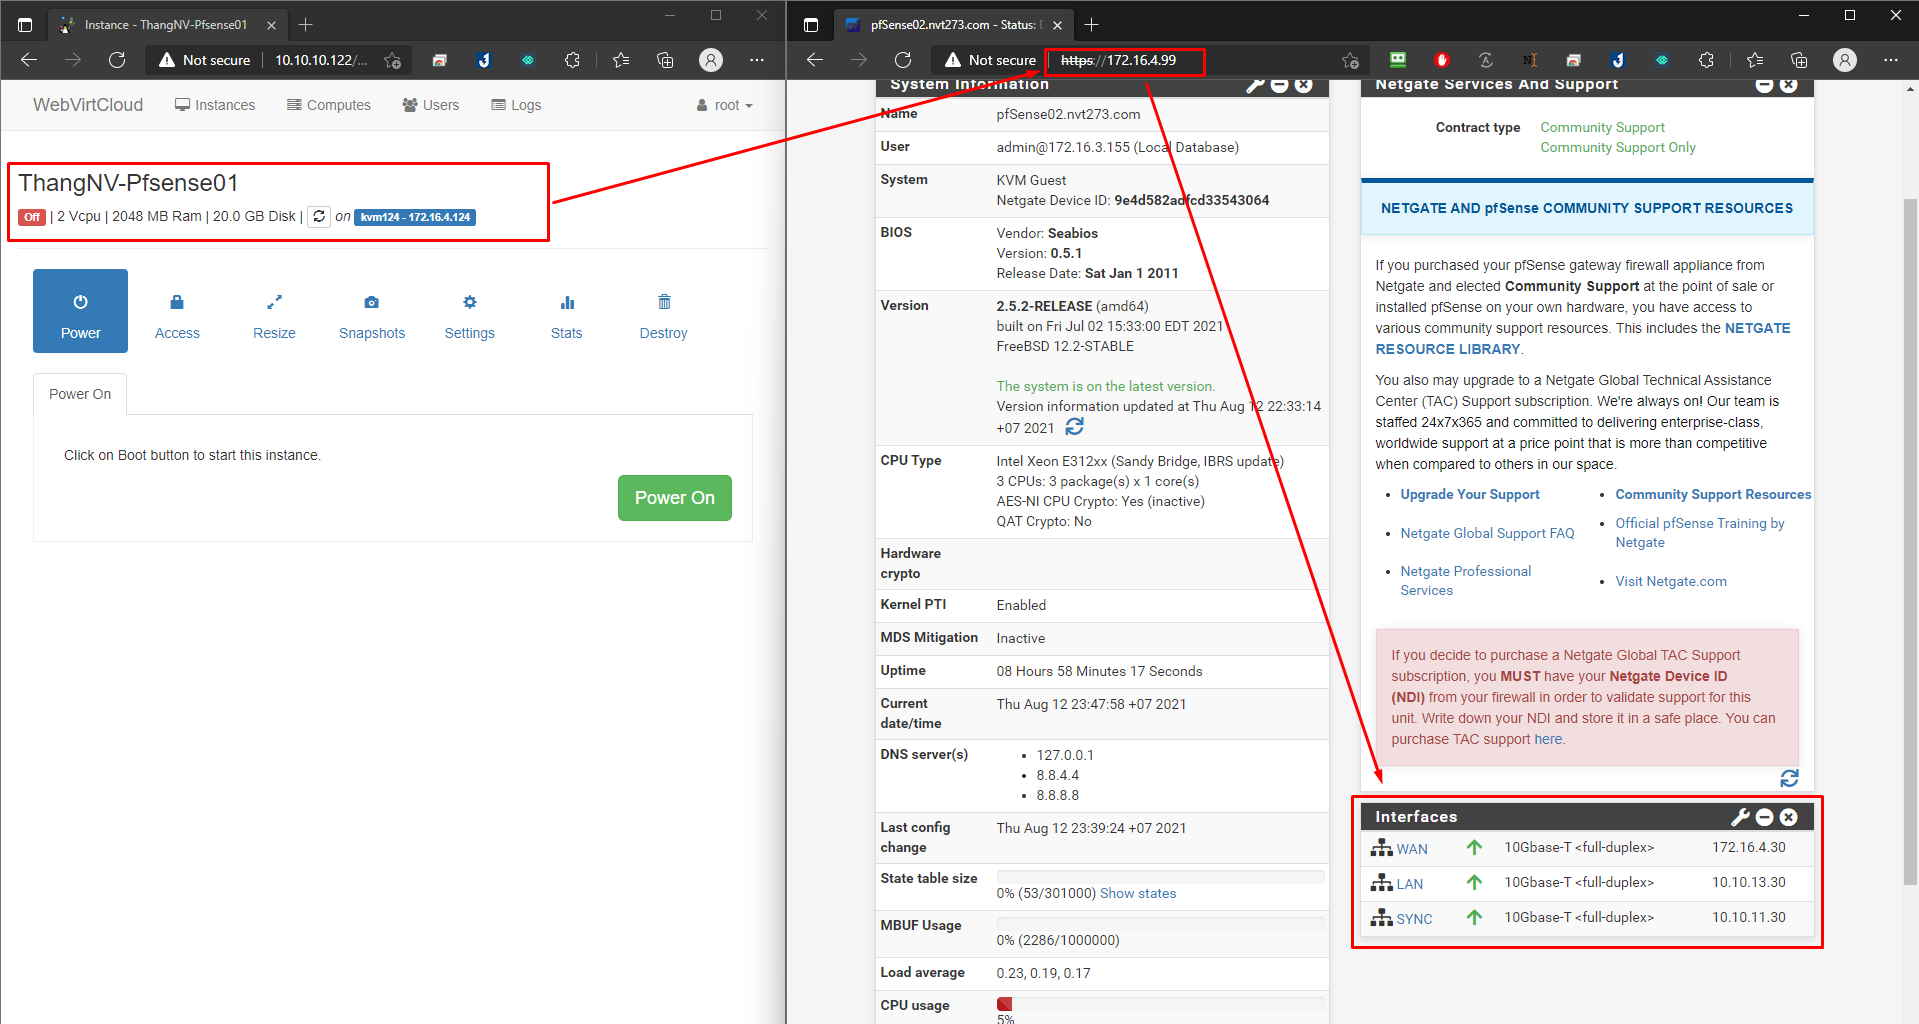 Instance - ThangNV-Pfsense01
Not secure
10.10.10.122/...
WebVirtCloud
Instances
Computes
Users
Logs
root
ThangNV-Pfsense01
Off | 2 Vcpu | 2048 MB Ram | 20.0 GB Disk | on kvm124 - 172.16.4.124
Power
Access
Resize
Snapshots
Settings
Stats
Destroy
Power On
Click on Boot button to start this instance.
Power On
pfSense02.nvt273.com - Status: D
Not secure
https://172.16.4.99
System Information
Name
pfSense02.nvt273.com
User
admin@172.16.3.155 (Local Database)
System
KVM Guest
Netgate Device ID: 9e4d582adfcd33543064
BIOS
Vendor: Seabios
Version: 0.5.1
Release Date: Sat Jan 1 2011
Version
2.5.2-RELEASE (amd64)
built on Fri Jul 02 15:33:00 EDT 2021
FreeBSD 12.2-STABLE
The system is on the latest version.
Version information updated at Thu Aug 12 22:33:14
+07 2021
CPU Type
Intel Xeon E312xx (Sandy Bridge, IBRS update)
3 CPUs: 3 package(s) x 1 core(s)
AES-NI CPU Crypto: Yes (inactive)
QAT Crypto: No
Hardware
crypto
Kernel PTI
Enabled
MDS Mitigation
Inactive
Uptime
08 Hours 58 Minutes 17 Seconds
Current
date/time
Thu Aug 12 23:47:58 +07 2021
DNS server(s)
• 127.0.0.1
• 8.8.4.4
• 8.8.8.8
Last config
change
Thu Aug 12 23:39:24 +07 2021
State table size
0% (53/301000) Show states
MBUF Usage
0% (2286/1000000)
Load average
0.23, 0.19, 0.17
CPU usage
5%
Netgate Services And Support
Contract type
Community Support
Community Support Only
NETGATE AND pfSense COMMUNITY SUPPORT RESOURCES
If you purchased your pfSense gateway firewall appliance from
Netgate and elected Community Support at the point of sale or
installed pfSense on your own hardware, you have access to
various community support resources. This includes the NETGATE
RESOURCE LIBRARY.
You also may upgrade to a Netgate Global Technical Assistance
Center (TAC) Support subscription. We're always on! Our team is
staffed 24x7x365 and committed to delivering enterprise-class,
worldwide support at a price point that is more than competitive
when compared to others in our space.
• Upgrade Your Support
• Netgate Global Support FAQ
• Netgate Professional
Services
• Community Support Resources
• Official pfSense Training by
Netgate
• Visit Netgate.com
If you decide to purchase a Netgate Global TAC Support
subscription, you MUST have your Netgate Device ID
(NDI) from your firewall in order to validate support for this
unit. Write down your NDI and store it in a safe place. You can
purchase TAC support here.
Interfaces
WAN 10Gbase-T <full-duplex> 172.16.4.30
LAN 10Gbase-T <full-duplex> 10.10.13.30
SYNC 10Gbase-T <full-duplex> 10.10.11.30